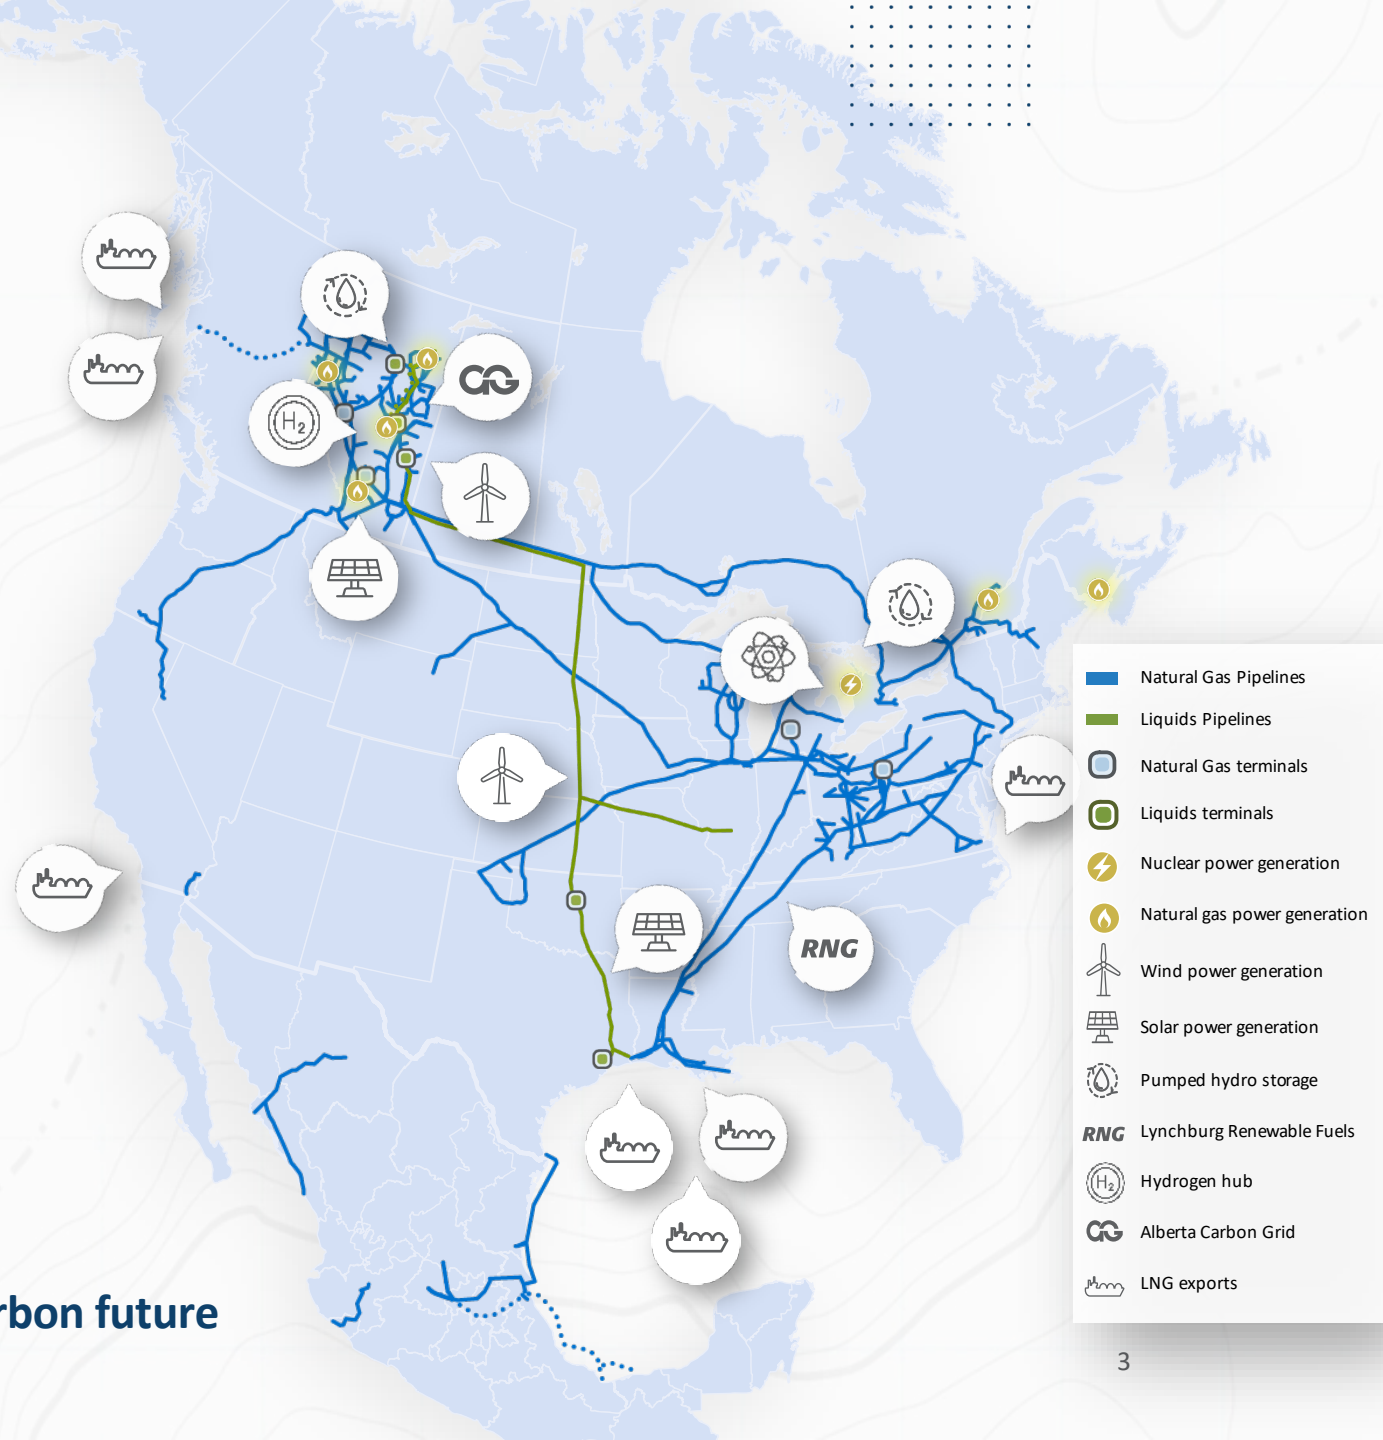 H2
RNG
Natural Gas Pipelines
Liquids Pipelines
Natural Gas terminals
Liquids terminals
Nuclear power generation
Natural gas power generation
Wind power generation
Solar power generation
Pumped hydro storage
RNG Lynchburg Renewable Fuels
H2 Hydrogen hub
Alberta Carbon Grid
LNG exports
rbon future
3